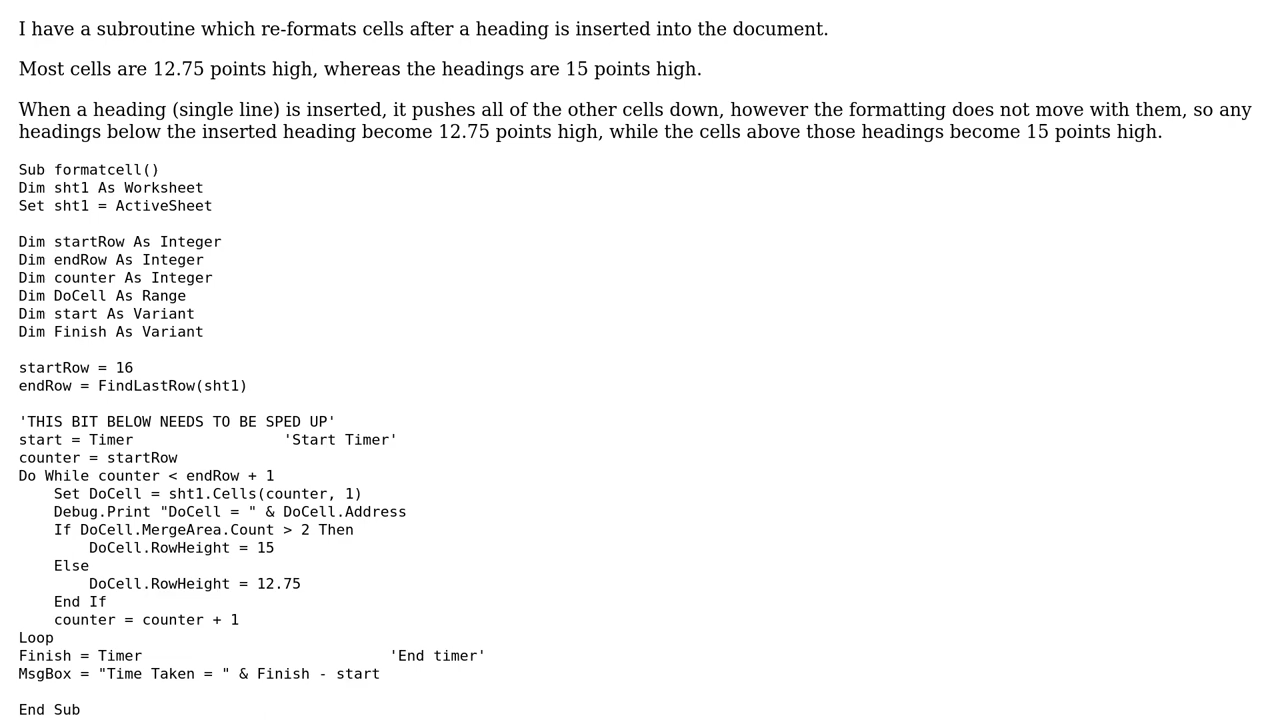 I have a subroutine which re-formats cells after a heading is inserted into the document.
Most cells are 12.75 points high, whereas the headings are 15 points high.
When a heading (single line) is inserted, it pushes all of the other cells down, however the formatting does not move with them, so any
headings below the inserted heading become 12.75 points high, while the cells above those headings become 15 points high.
Sub formatcell()
Dim sht1 As Worksheet
Set sht1 = ActiveSheet
Dim startRow As Integer
Dim endRow As Integer
Dim counter As Integer
Dim DoCell As Range
Dim start As Variant
Dim Finish As Variant
startRow = 16
endRow = FindLastRow(sht1)
'THIS BIT BELOW NEEDS TO BE SPED UP'
start = Timer                 'Start Timer'
counter = startRow
Do While counter < endRow + 1
    Set DoCell = sht1.Cells(counter, 1)
    Debug.Print "DoCell = " & DoCell.Address
    If DoCell.MergeArea.Count > 2 Then
        DoCell.RowHeight = 15
    Else
        DoCell.RowHeight = 12.75
    End If
    counter = counter + 1
Loop
Finish = Timer                            'End timer'
MsgBox = "Time Taken = " & Finish - start
End Sub